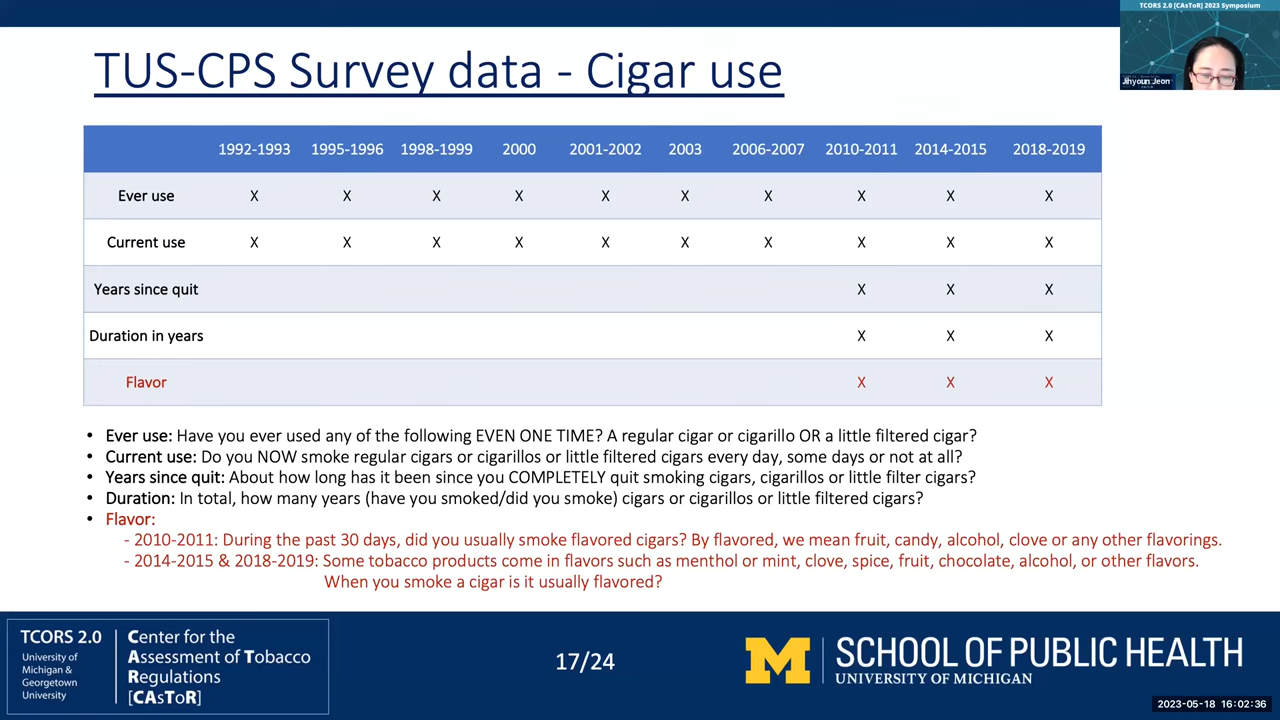 TCORS 2.0 [CAsToR] 2023 Symposium
Jihyoun Jeon
TUS-CPS Survey data - Cigar use
1992-1993 1995-1996 1998-1999 2000 2001-2002 2003 2006-2007 2010-2011 2014-2015 2018-2019
Ever use X X X X X X X X X X
Current use X X X X X X X X X X
Years since quit X X X
Duration in years X X X
Flavor X X X
• Ever use: Have you ever used any of the following EVEN ONE TIME? A regular cigar or cigarillo OR a little filtered cigar?
• Current use: Do you NOW smoke regular cigars or cigarillos or little filtered cigars every day, some days or not at all?
• Years since quit: About how long has it been since you COMPLETELY quit smoking cigars, cigarillos or little filter cigars?
• Duration: In total, how many years (have you smoked/did you smoke) cigars or cigarillos or little filtered cigars?
• Flavor:
- 2010-2011: During the past 30 days, did you usually smoke flavored cigars? By flavored, we mean fruit, candy, alcohol, clove or any other flavorings.
- 2014-2015 & 2018-2019: Some tobacco products come in flavors such as menthol or mint, clove, spice, fruit, chocolate, alcohol, or other flavors.
When you smoke a cigar is it usually flavored?
TCORS 2.0
University of
Michigan &
Georgetown
University
Center for the
Assessment of Tobacco
Regulations
[CAsToR]
17/24
M
SCHOOL OF PUBLIC HEALTH
UNIVERSITY OF MICHIGAN
2023-05-18 16:02:36